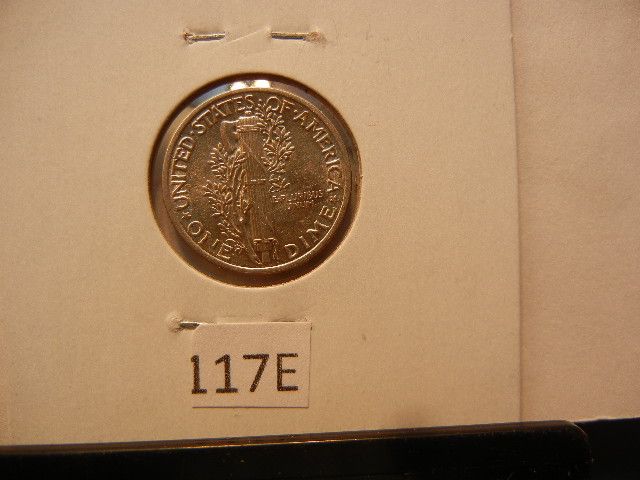 UNITED·STATES·OF·AMERICA
E·PLURIBUS
UNUM
ONE DIME
117E